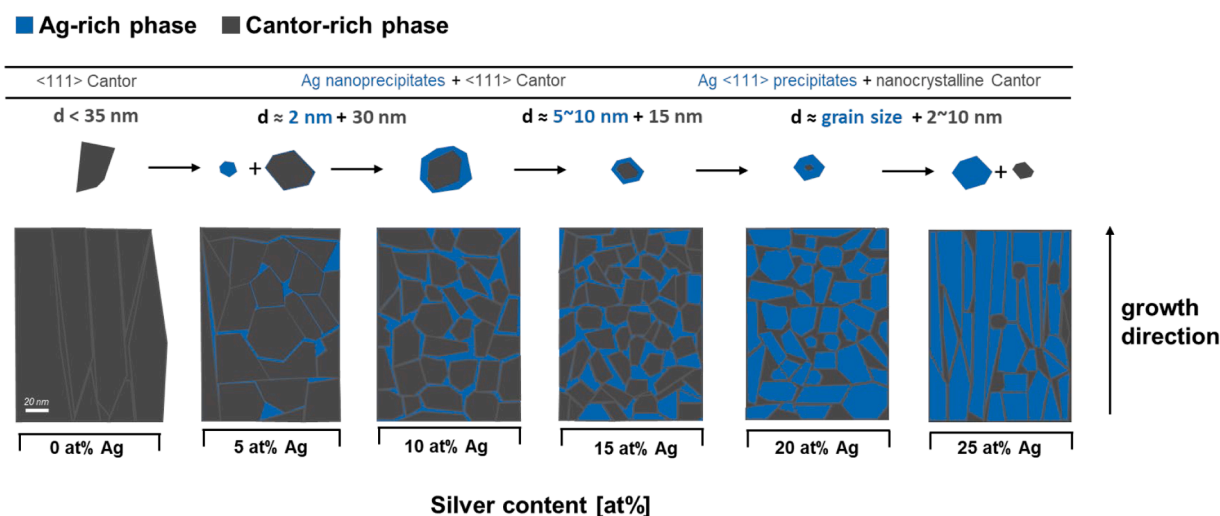 Ag-rich phase Cantor-rich phase
<111> Cantor Ag nanoprecipitates + <111> Cantor Ag <111> precipitates + nanocrystalline Cantor
d < 35 nm d ≈ 2 nm + 30 nm d ≈ 5~10 nm + 15 nm d ≈ grain size + 2~10 nm
+ +
growth
direction
20 nm
0 at% Ag 5 at% Ag 10 at% Ag 15 at% Ag 20 at% Ag 25 at% Ag
Silver content [at%]